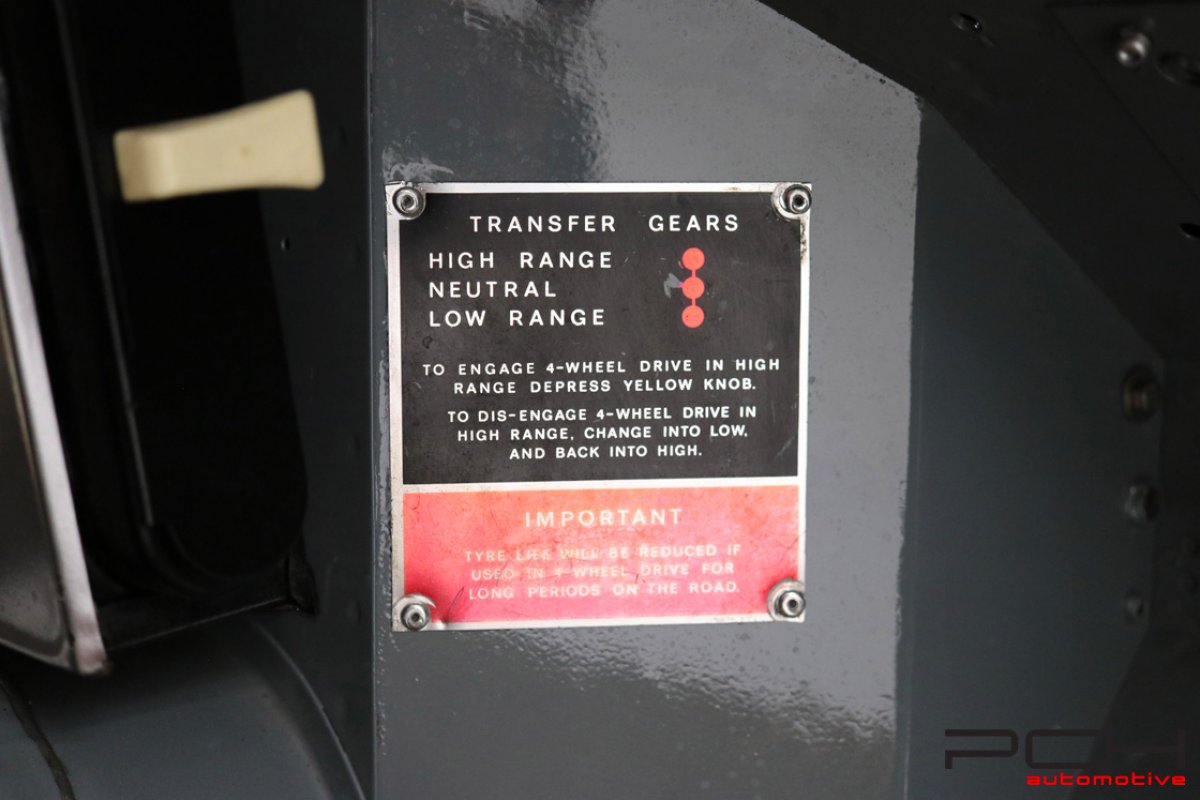 TRANSFER GEARS
HIGH RANGE
NEUTRAL
LOW RANGE
TO ENGAGE 4-WHEEL DRIVE IN HIGH
RANGE DEPRESS YELLOW KNOB.
TO DIS-ENGAGE 4-WHEEL DRIVE IN
HIGH RANGE, CHANGE INTO LOW,
AND BACK INTO HIGH.
IMPORTANT
TYRE LIFE WILL BE REDUCED IF
USED IN 4-WHEEL DRIVE FOR
LONG PERIODS ON THE ROAD.
PCH
automotive